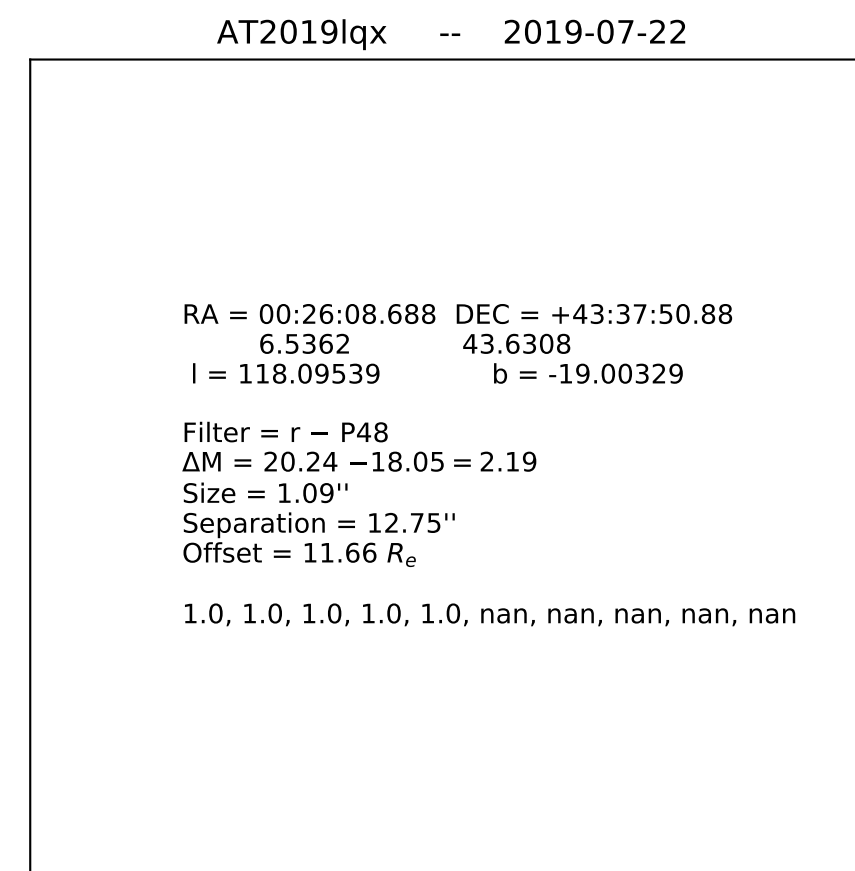 AT2019lqx -- 2019-07-22
RA = 00:26:08.688 DEC = +43:37:50.88
6.5362 43.6308
l = 118.09539 b = -19.00329
Filter = r − P48
ΔM = 20.24 −18.05 = 2.19
Size = 1.09''
Separation = 12.75''
Offset = 11.66 Re
1.0, 1.0, 1.0, 1.0, 1.0, nan, nan, nan, nan, nan